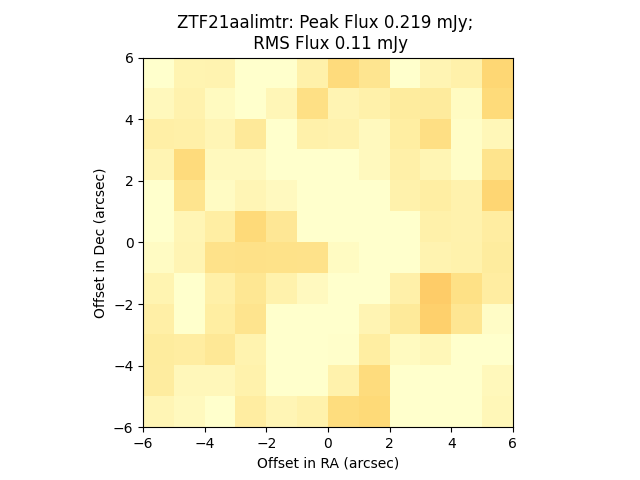 ZTF21aalimtr: Peak Flux 0.219 mJy;
RMS Flux 0.11 mJy
6
4
2
0
−2
−4
−6
Offset in Dec (arcsec)
−6 −4 −2 0 2 4 6
Offset in RA (arcsec)